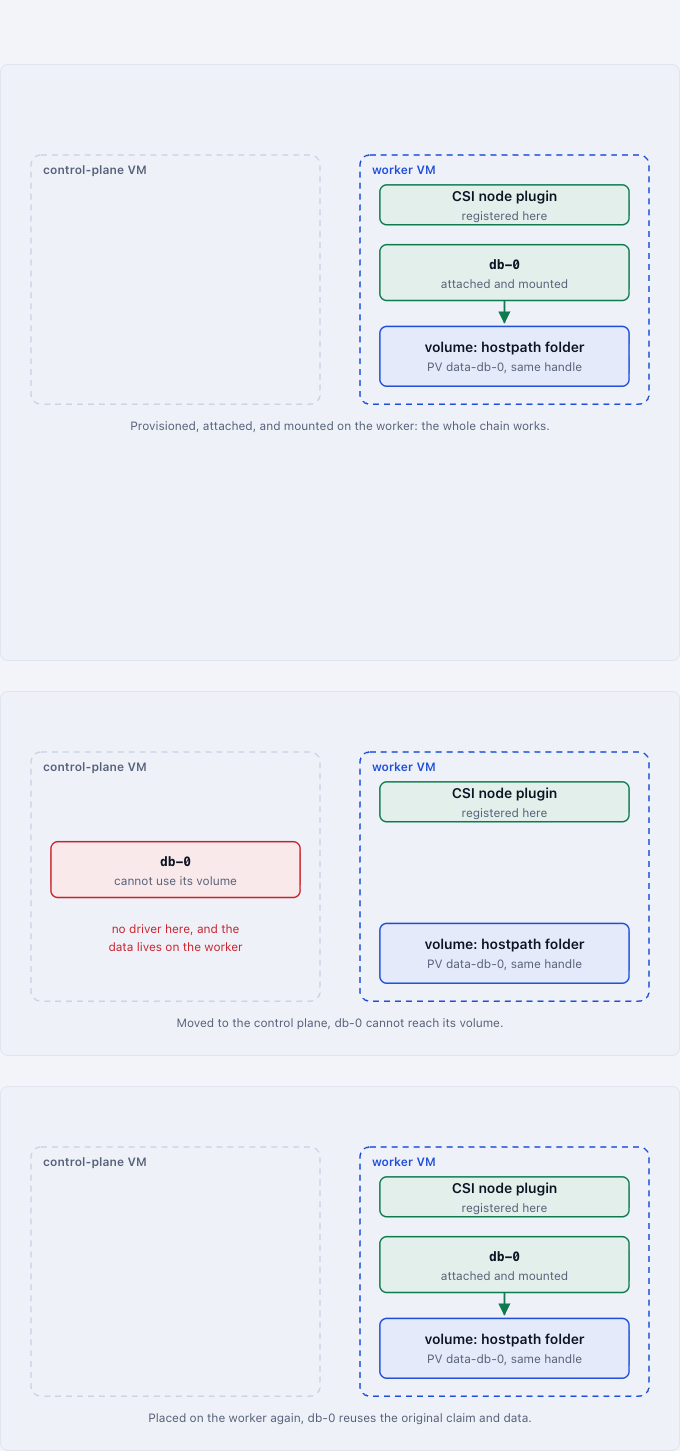 control-plane VM
worker VM
CSI node plugin
registered here
db-0
attached and mounted
volume: hostpath folder
PV data-db-0, same handle
Provisioned, attached, and mounted on the worker: the whole chain works.
control-plane VM
worker VM
CSI node plugin
registered here
db-0
cannot use its volume
no driver here, and the
data lives on the worker
volume: hostpath folder
PV data-db-0, same handle
Moved to the control plane, db-0 cannot reach its volume.
control-plane VM
worker VM
CSI node plugin
registered here
db-0
attached and mounted
volume: hostpath folder
PV data-db-0, same handle
Placed on the worker again, db-0 reuses the original claim and data.